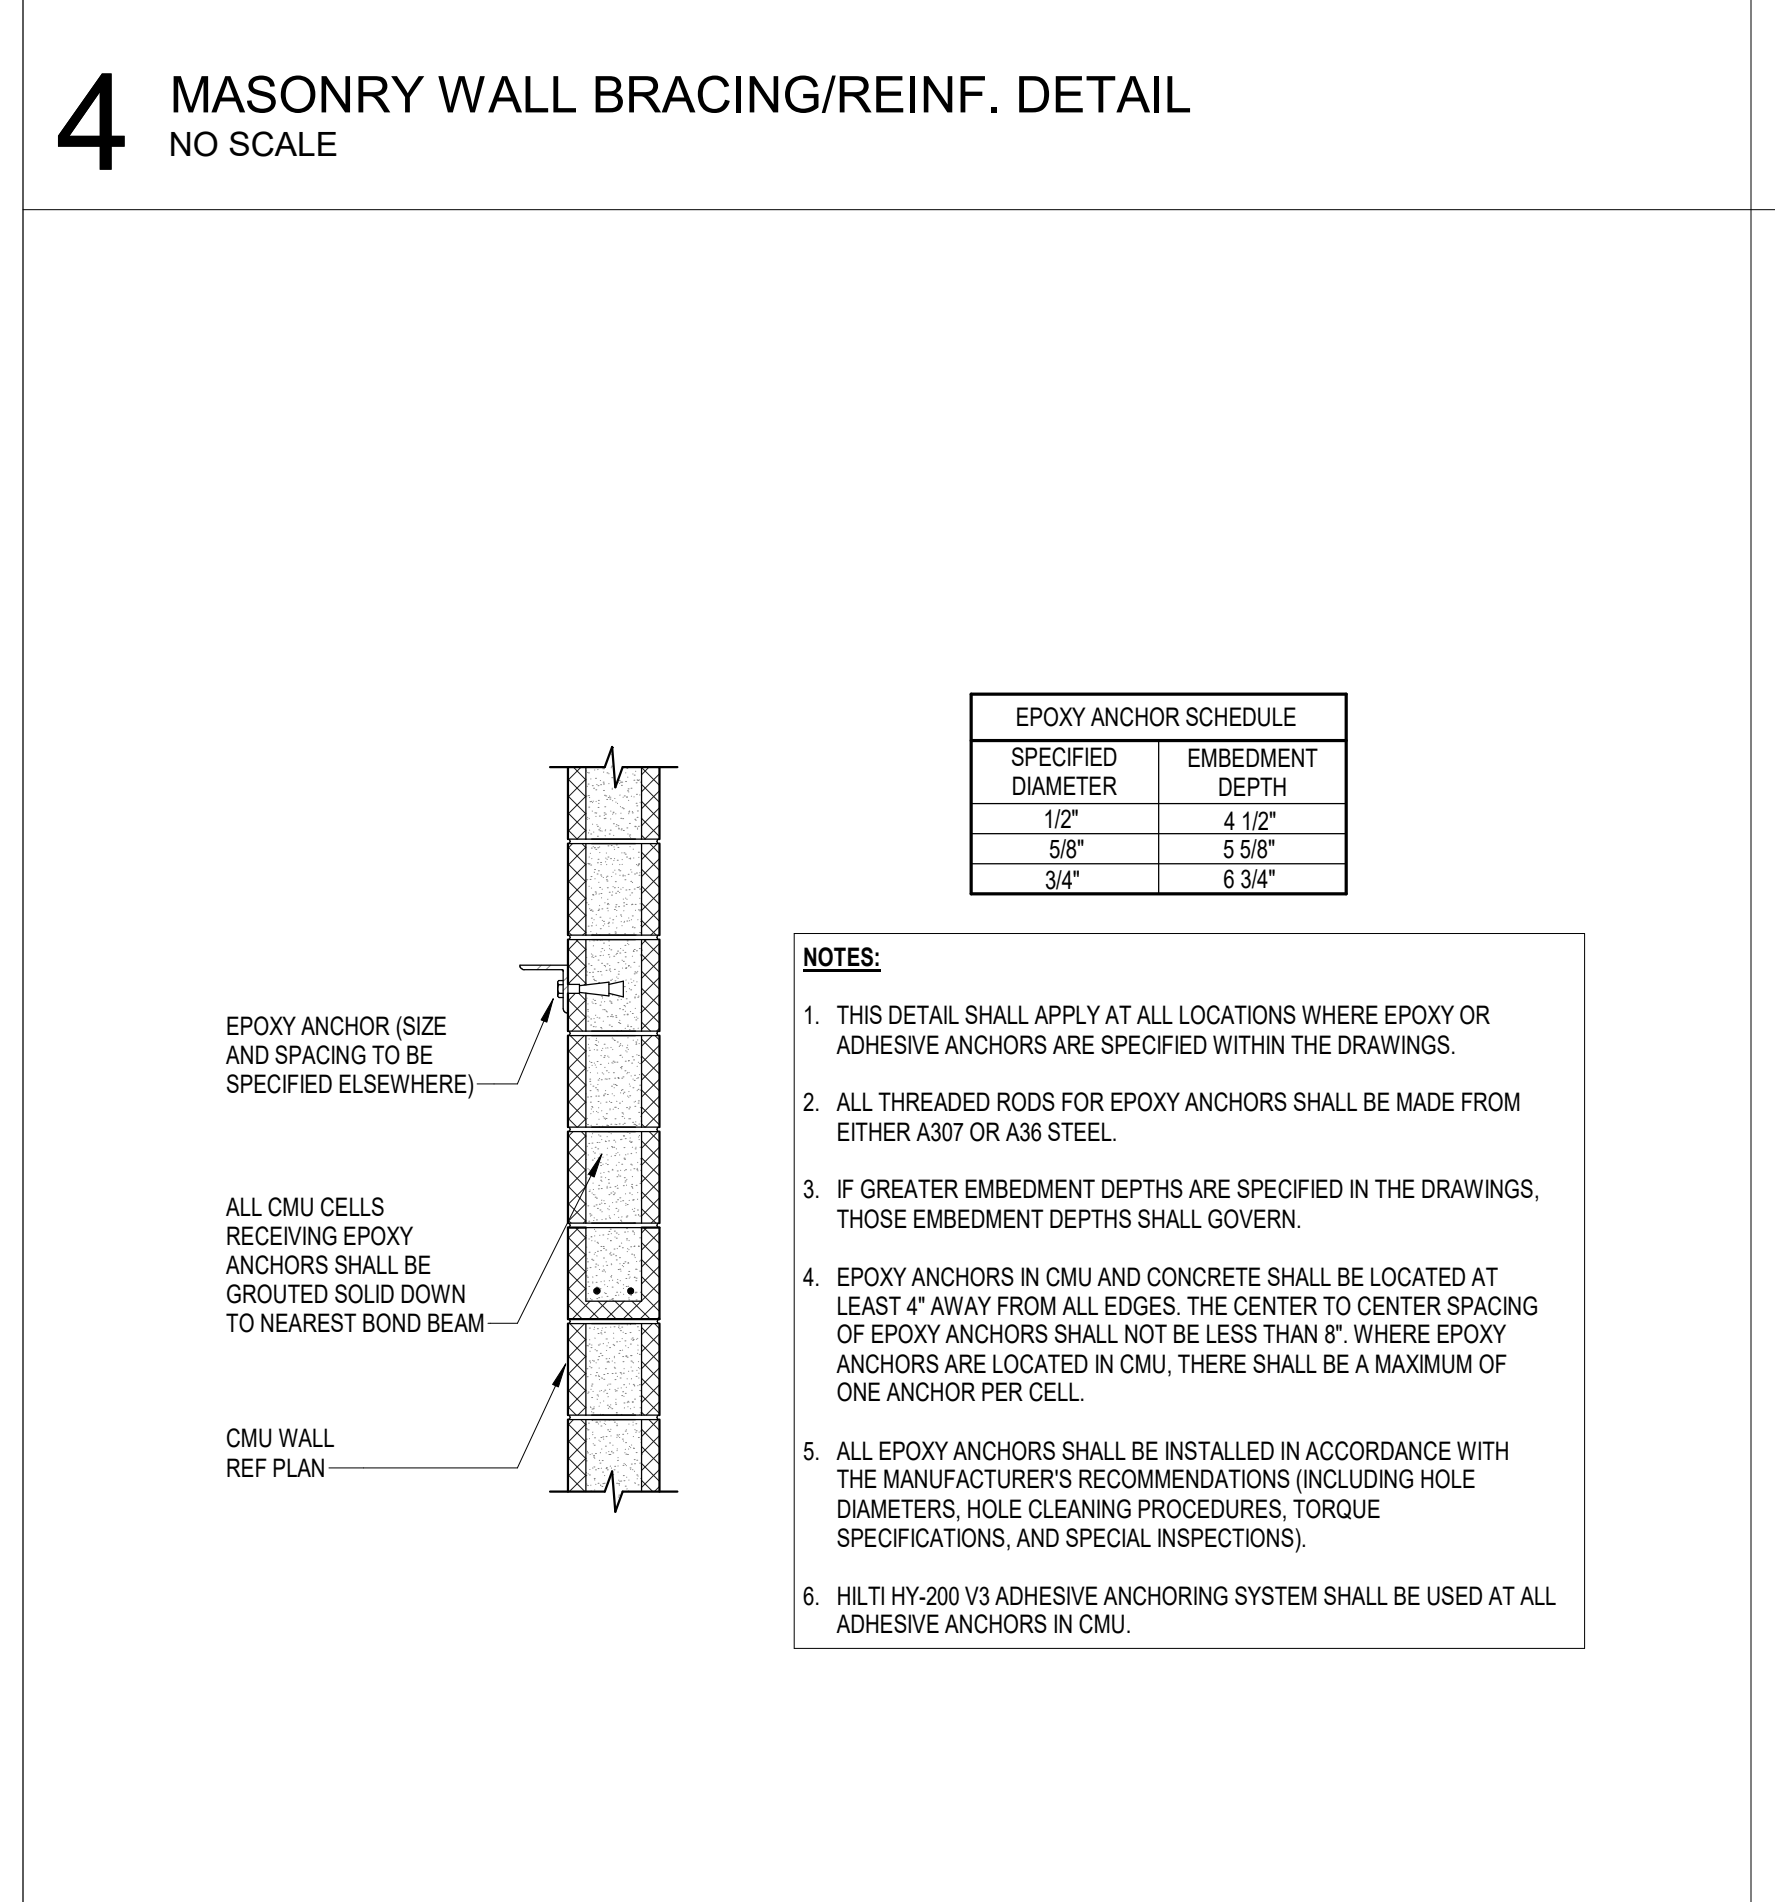 4 MASONRY WALL BRACING/REINF. DETAIL
NO SCALE
EPOXY ANCHOR SCHEDULE
SPECIFIED DIAMETER EMBEDMENT DEPTH
1/2" 4 1/2"
5/8" 5 5/8"
3/4" 6 3/4"
EPOXY ANCHOR (SIZE
AND SPACING TO BE
SPECIFIED ELSEWHERE)
ALL CMU CELLS
RECEIVING EPOXY
ANCHORS SHALL BE
GROUTED SOLID DOWN
TO NEAREST BOND BEAM
CMU WALL
REF PLAN
NOTES:
1. THIS DETAIL SHALL APPLY AT ALL LOCATIONS WHERE EPOXY OR
ADHESIVE ANCHORS ARE SPECIFIED WITHIN THE DRAWINGS.
2. ALL THREADED RODS FOR EPOXY ANCHORS SHALL BE MADE FROM
EITHER A307 OR A36 STEEL.
3. IF GREATER EMBEDMENT DEPTHS ARE SPECIFIED IN THE DRAWINGS,
THOSE EMBEDMENT DEPTHS SHALL GOVERN.
4. EPOXY ANCHORS IN CMU AND CONCRETE SHALL BE LOCATED AT
LEAST 4" AWAY FROM ALL EDGES. THE CENTER TO CENTER SPACING
OF EPOXY ANCHORS SHALL NOT BE LESS THAN 8". WHERE EPOXY
ANCHORS ARE LOCATED IN CMU, THERE SHALL BE A MAXIMUM OF
ONE ANCHOR PER CELL.
5. ALL EPOXY ANCHORS SHALL BE INSTALLED IN ACCORDANCE WITH
THE MANUFACTURER'S RECOMMENDATIONS (INCLUDING HOLE
DIAMETERS, HOLE CLEANING PROCEDURES, TORQUE
SPECIFICATIONS, AND SPECIAL INSPECTIONS).
6. HILTI HY-200 V3 ADHESIVE ANCHORING SYSTEM SHALL BE USED AT ALL
ADHESIVE ANCHORS IN CMU.